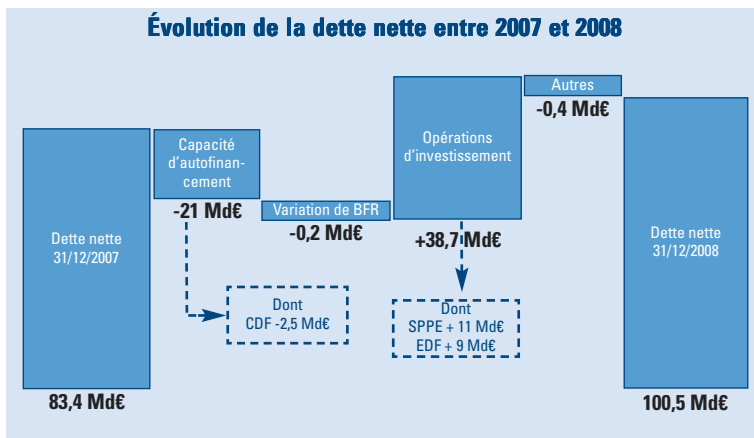 Évolution de la dette nette entre 2007 et 2008
Dette nette
31/12/2007
83,4 Md€
Capacité
d'autofinan-
cement
-21 Md€
Dont
CDF -2,5 Md€
Variation de BFR
-0,2 Md€
Opérations
d'investissement
+38,7 Md€
Dont
SPPE + 11 Md€
EDF + 9 Md€
Autres
-0,4 Md€
Dette nette
31/12/2008
100,5 Md€